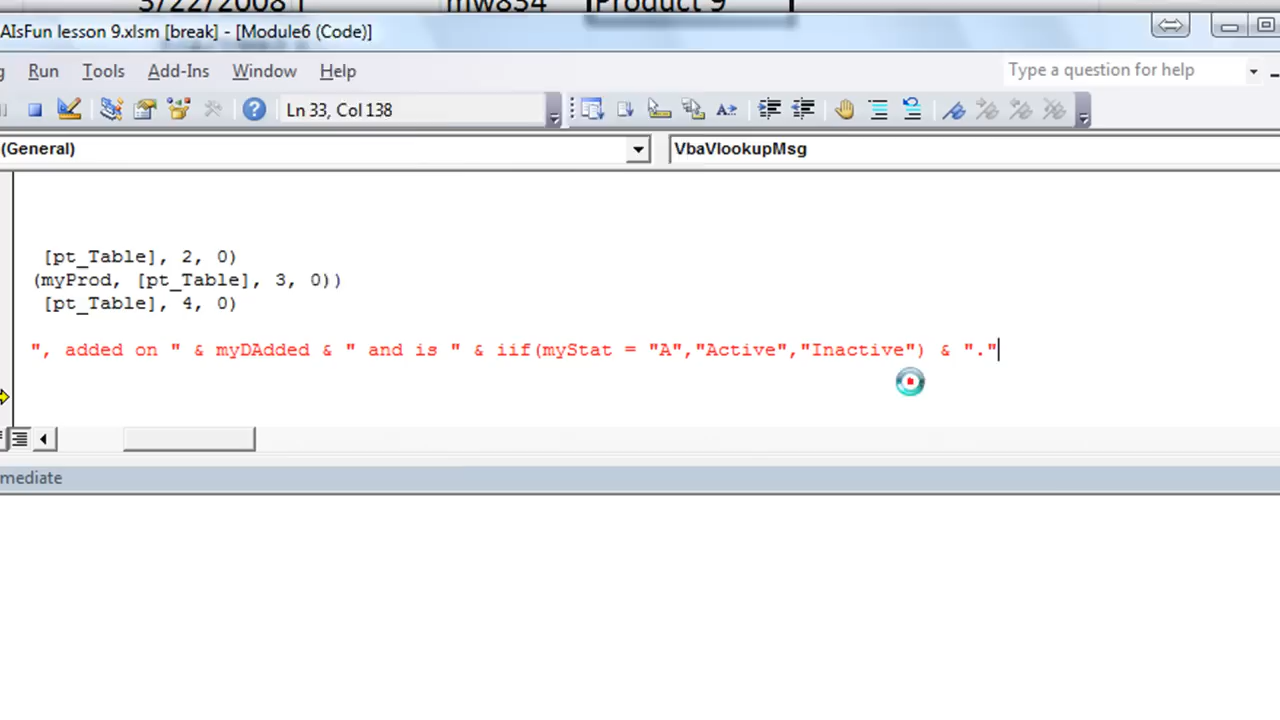 3/22/2008 mw834 Product 9
AIsFun lesson 9.xlsm [break] - [Module6 (Code)]
Run Tools Add-Ins Window Help Type a question for help
Ln 33, Col 138
(General) VbaVlookupMsg
[pt_Table], 2, 0)
(myProd, [pt_Table], 3, 0))
[pt_Table], 4, 0)
", added on " & myDAdded & " and is " & iif(myStat = "A","Active","Inactive") & "."
mediate